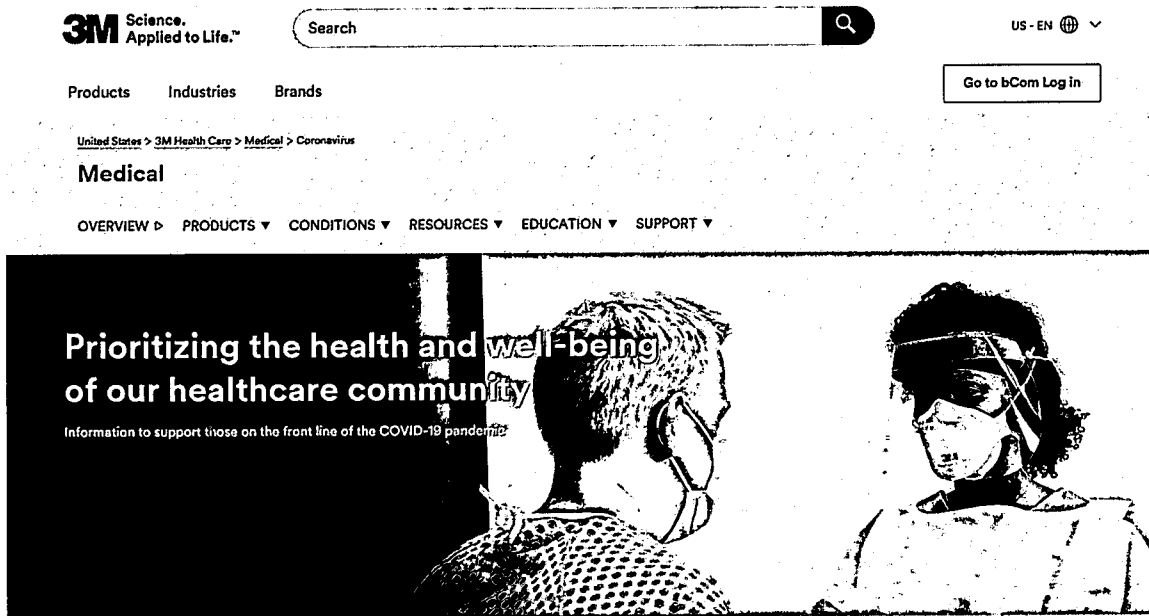 3M Science.
Applied to Life.™
Search
US - EN
Products Industries Brands
Go to bCom Log in
United States > 3M Health Care > Medical > Coronavirus
Medical
OVERVIEW ▷ PRODUCTS ▼ CONDITIONS ▼ RESOURCES ▼ EDUCATION ▼ SUPPORT ▼
Prioritizing the health and well-being
of our healthcare community
Information to support those on the front line of the COVID-19 pandemic
3M